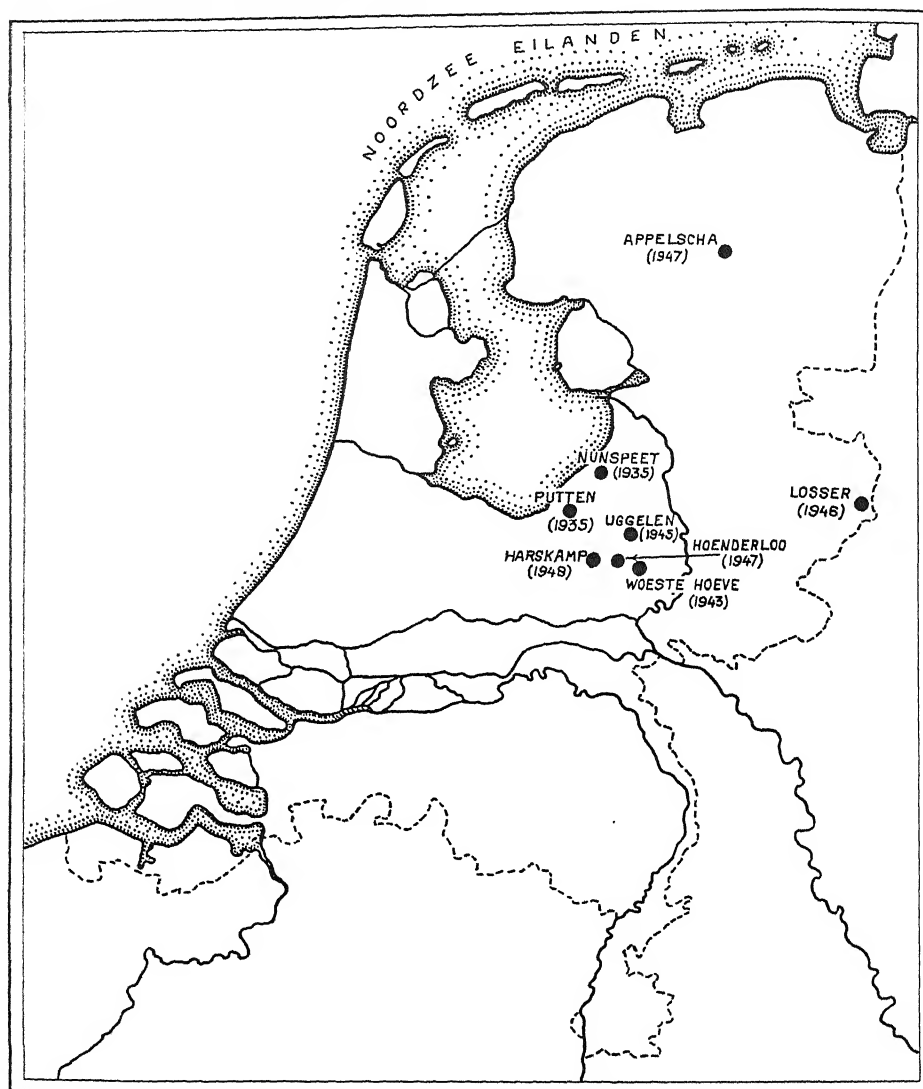 NOORDZEE EILANDEN
APPELSCHA
(1947)
NUNSPEET
(1935)
PUTTEN
(1935)
LOSSER
(1946)
UGGELEN
(1945)
HOENDERLOO
(1947)
HARSKAMP
(1948)
WOESTE HOEVE
(1943)